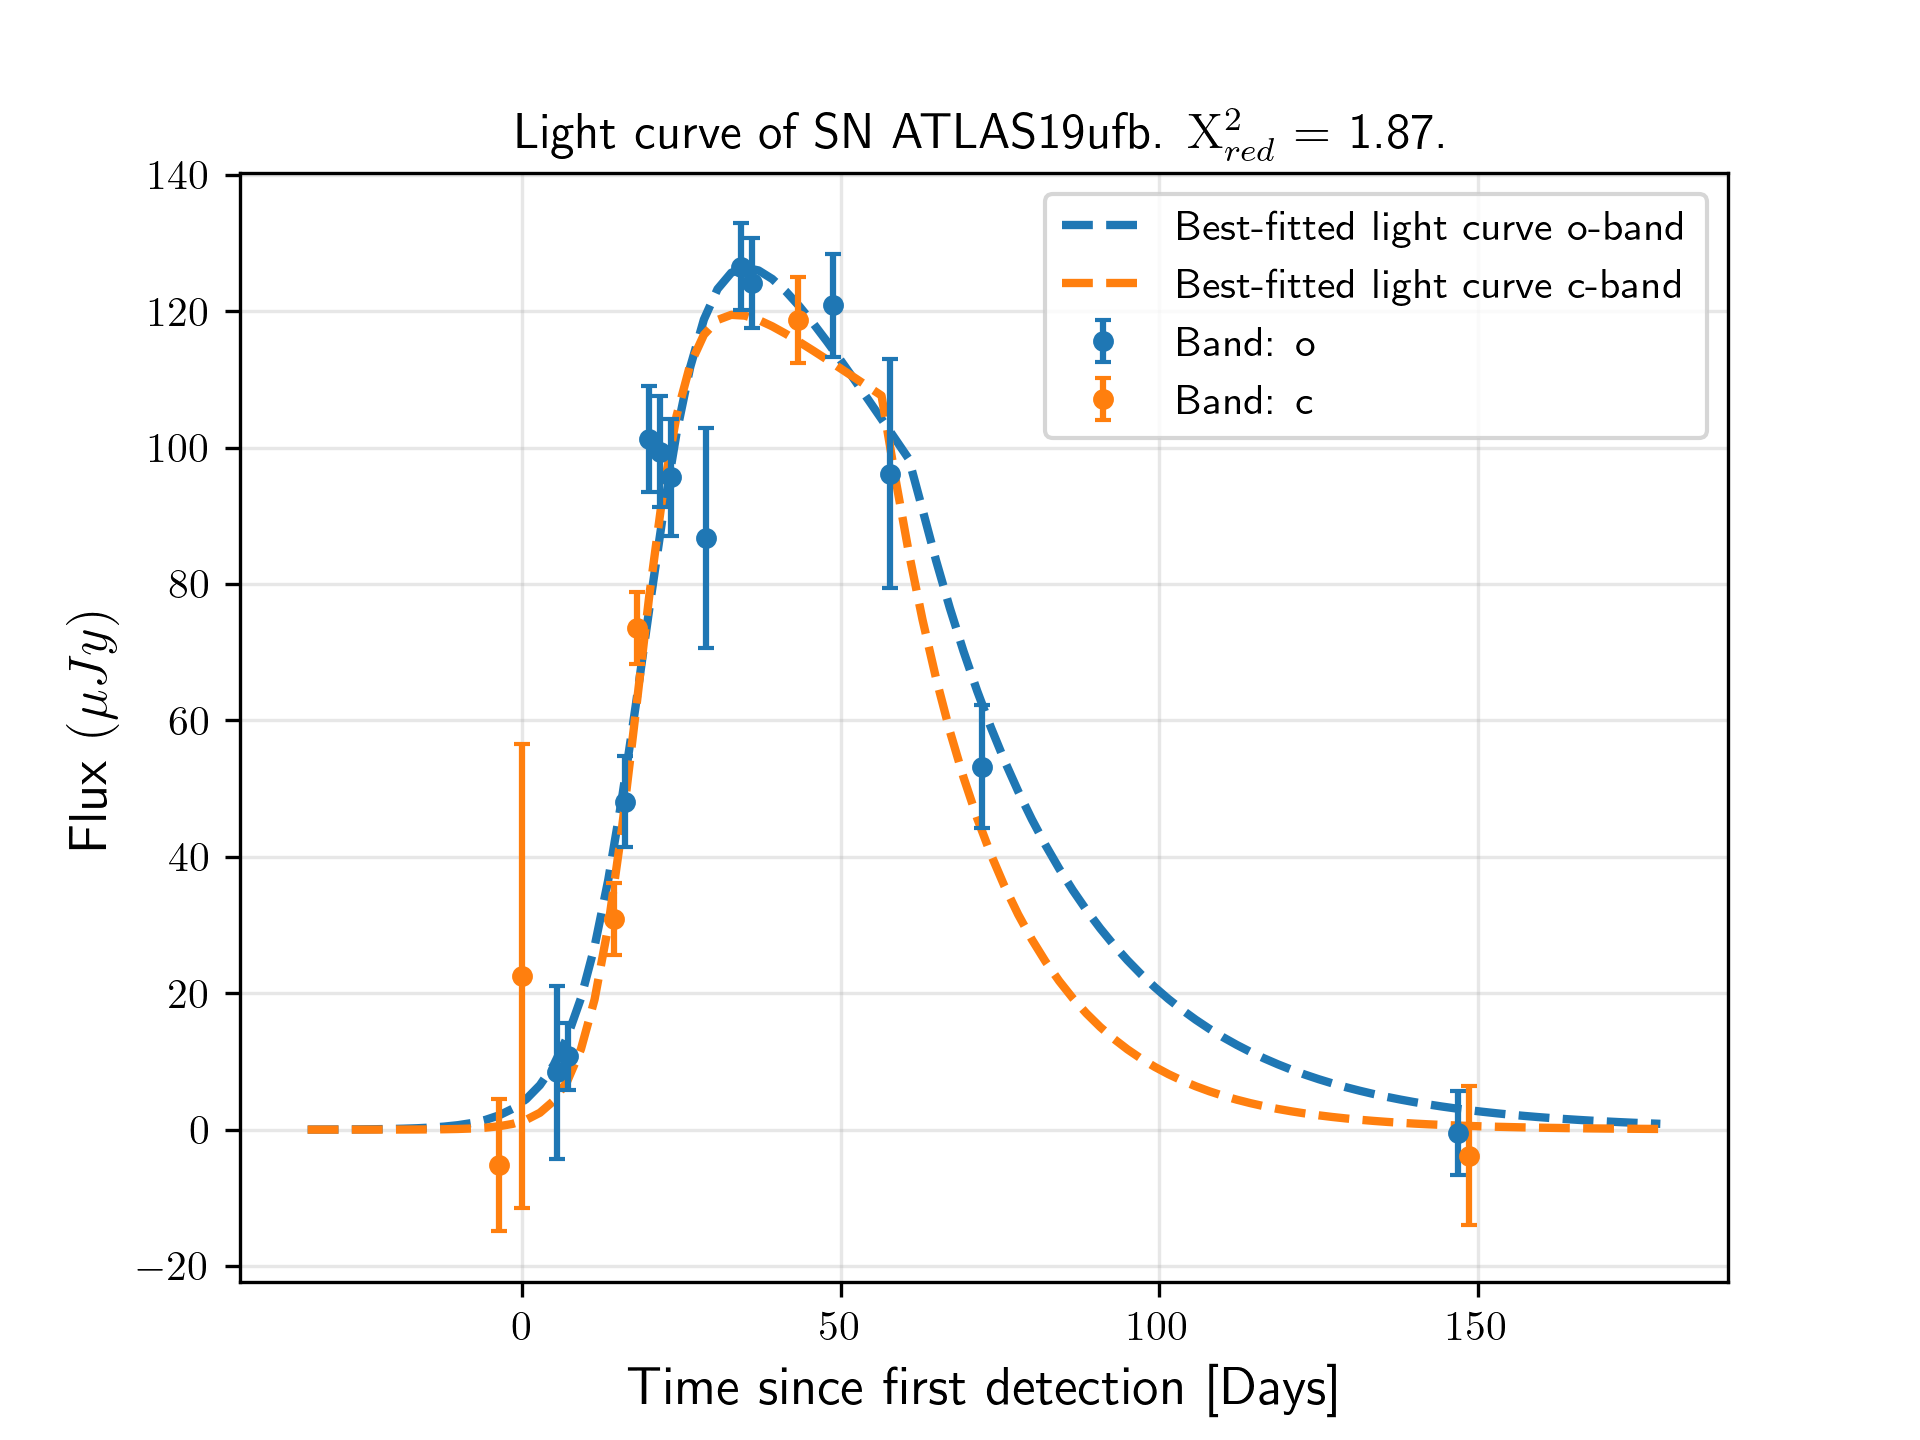 Light curve of SN ATLAS19ufb. X²_red = 1.87.
140
120
100
80
60
40
20
0
−20
Flux (μJy)
Best-fitted light curve o-band
Best-fitted light curve c-band
Band: o
Band: c
0 50 100 150
Time since first detection [Days]